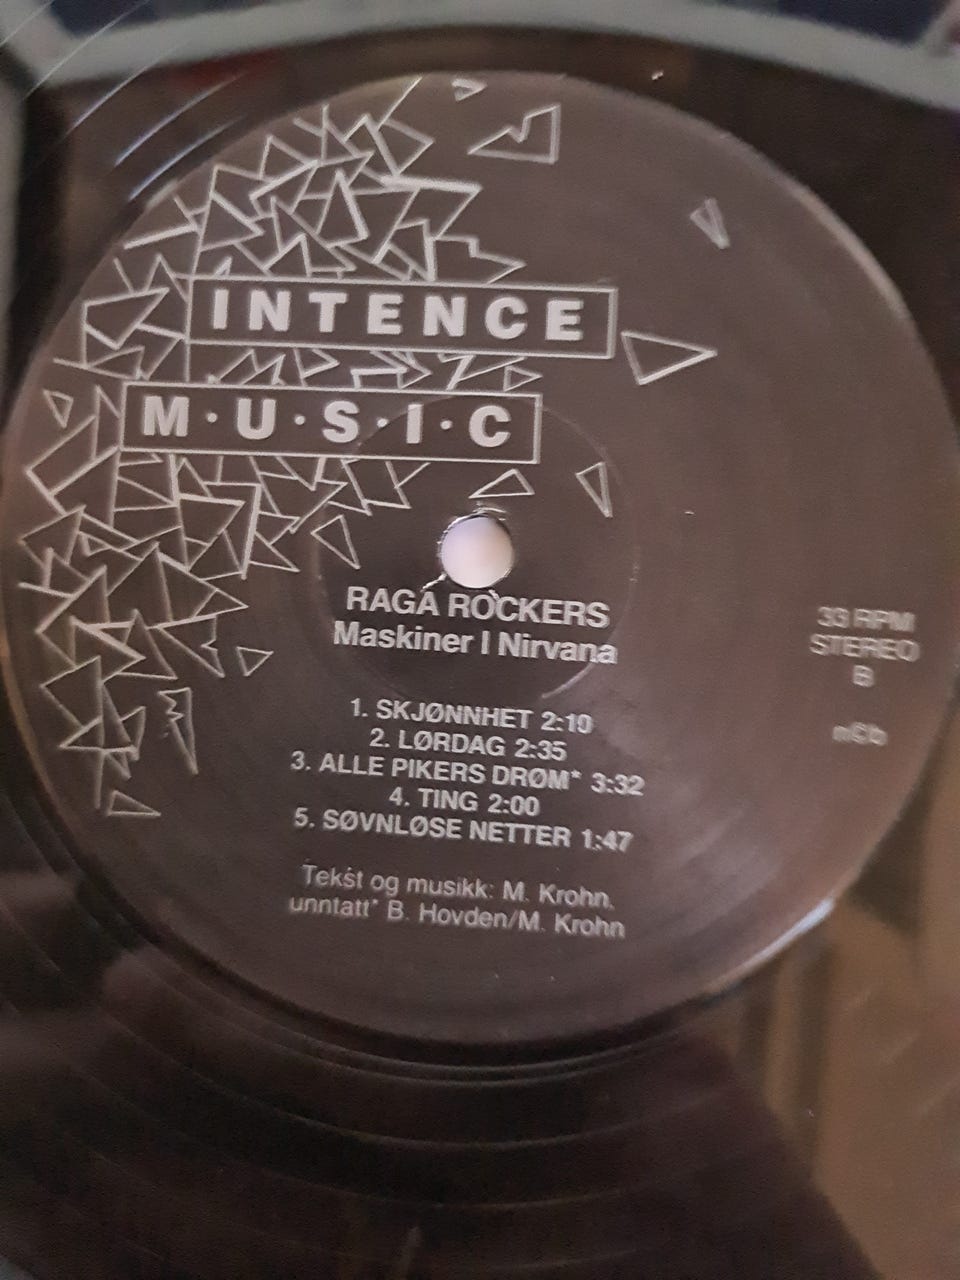 INTENCE
M·U·S·I·C
RAGA ROCKERS
Maskiner I Nirvana
33 RPM
STEREO
B
n©b
1. SKJØNNHET 2:10
2. LØRDAG 2:35
3. ALLE PIKERS DRØM* 3:32
4. TING 2:00
5. SØVNLØSE NETTER 1:47
Tekst og musikk: M. Krohn,
unntatt* B. Hovden/M. Krohn